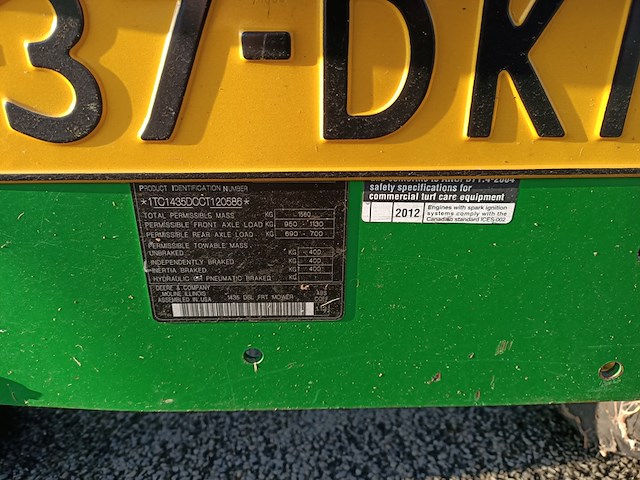 37-DK
PRODUCT IDENTIFICATION NUMBER
*1TC1435DCCT120586*
TOTAL PERMISSIBLE MASS KG 1580
PERMISSIBLE FRONT AXLE LOAD KG 950 - 1130
PERMISSIBLE REAR AXLE LOAD KG 690 - 700
PERMISSIBLE TOWABLE MASS
UNBRAKED KG 400
INDEPENDENTLY BRAKED KG 400
INERTIA BRAKED KG 400
HYDRAULIC OR PNEUMATIC BRAKED KG
DEERE & COMPANY
MOLINE ILLINOIS
ASSEMBLED IN U.S.A. 1435 DSL FRT MOWER
safety specifications for
commercial turf care equipment
2012
Engines with spark ignition
systems comply with the
Canadian standard ICES-002